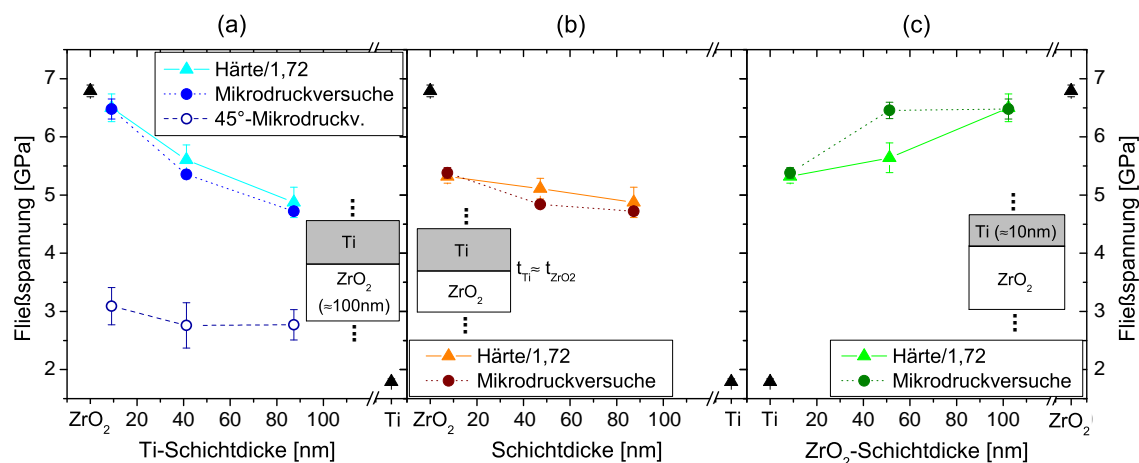 (a) (b) (c)
Fließspannung [GPa]
7
6
5
4
3
2
Härte/1,72
Mikrodruckversuche
45°-Mikrodruckv.
Ti
ZrO₂
(≈100nm)
ZrO₂ 20 40 60 80 100 Ti
Ti-Schichtdicke [nm]
Ti
ZrO₂
t_Ti ≈ t_ZrO2
Härte/1,72
Mikrodruckversuche
ZrO₂ 20 40 60 80 100 Ti
Schichtdicke [nm]
Ti (≈10nm)
ZrO₂
Härte/1,72
Mikrodruckversuche
Ti 20 40 60 80 100 ZrO₂
ZrO₂-Schichtdicke [nm]
7
6
5
4
3
2
Fließspannung [GPa]